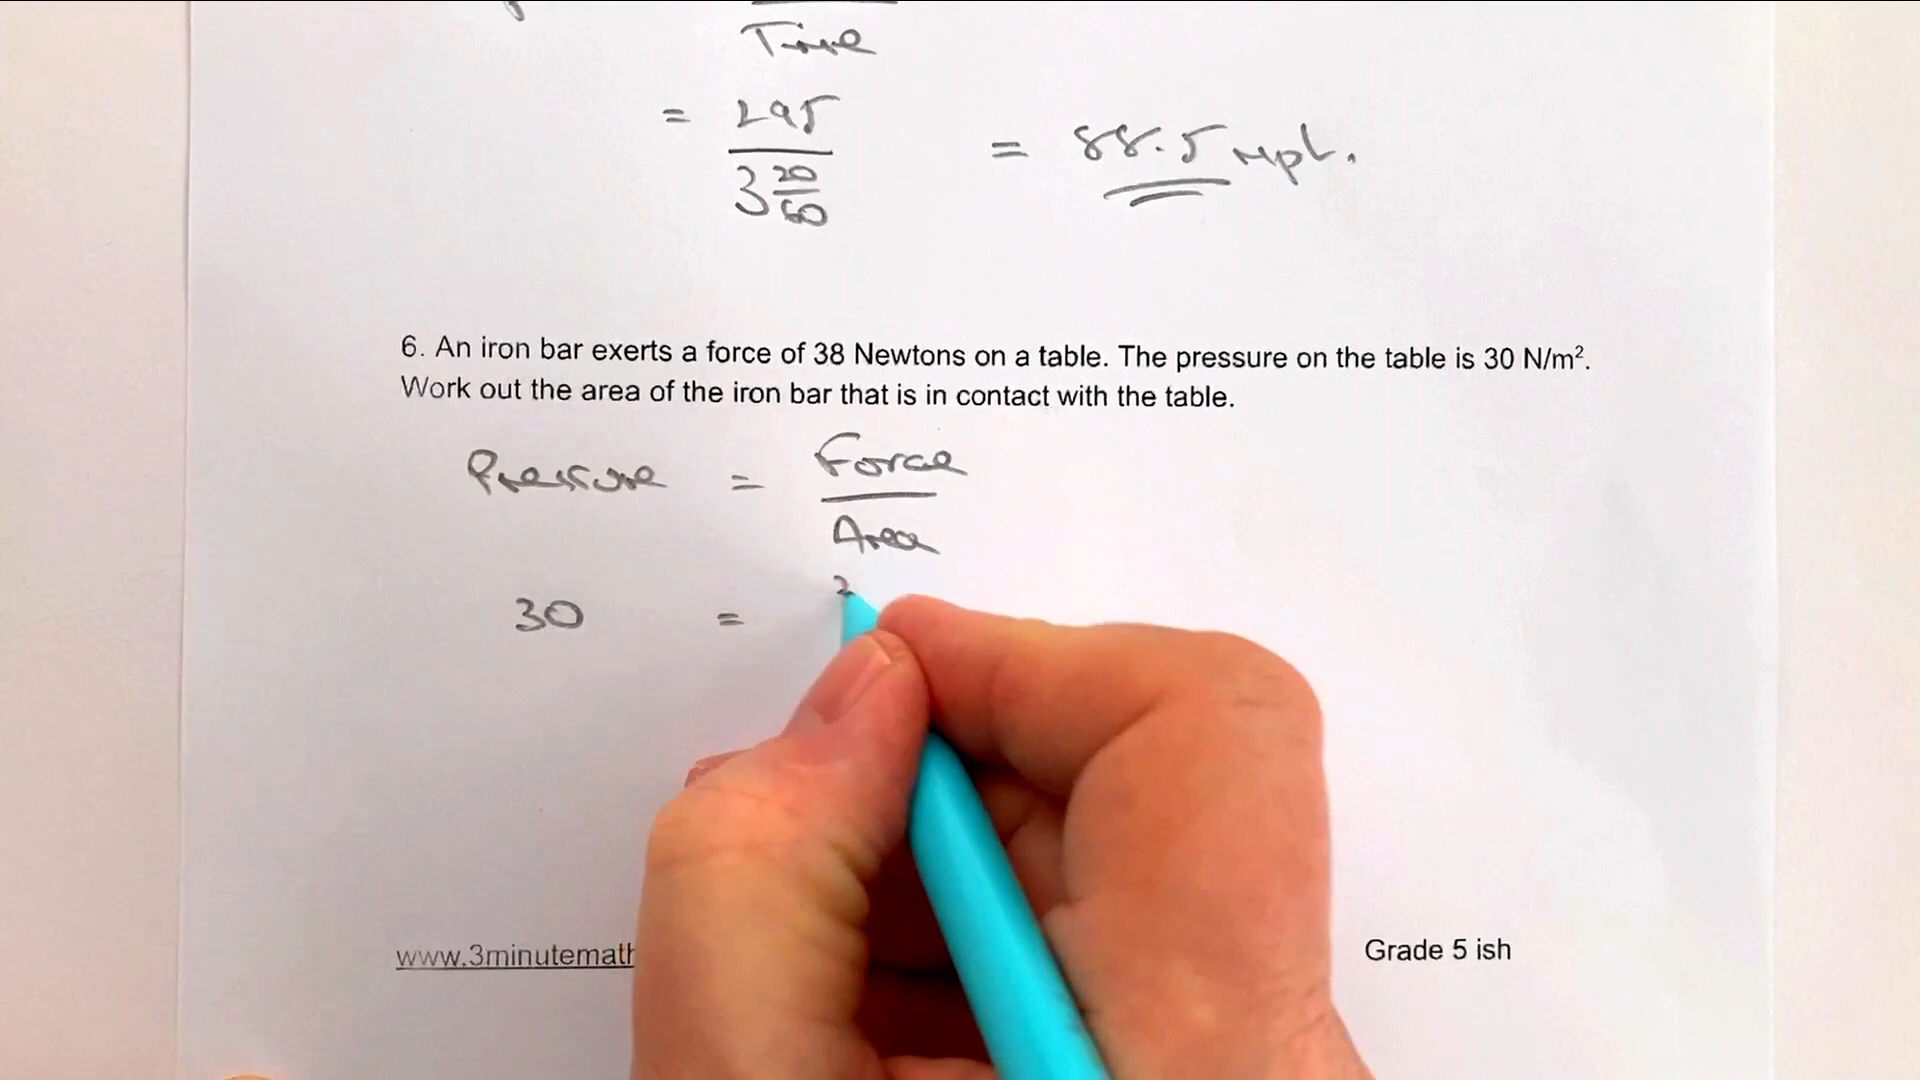 Time
= 295 / 3 20/60 = 88.5 mph.
6. An iron bar exerts a force of 38 Newtons on a table. The pressure on the table is 30 N/m².
Work out the area of the iron bar that is in contact with the table.
Pressure = Force / Area
30 =
www.3minutemath
Grade 5 ish